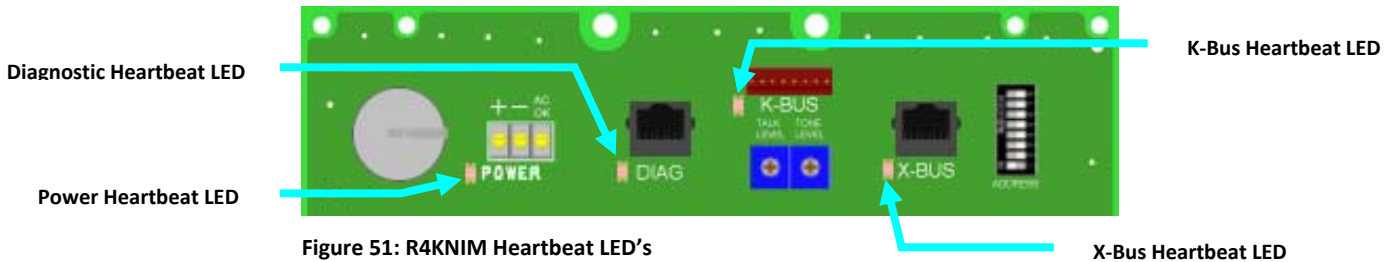 K-Bus Heartbeat LED
Diagnostic Heartbeat LED
+ − AC OK
K-BUS
TALK LEVEL
TONE LEVEL
POWER
DIAG
X-BUS
ADDRESS
Power Heartbeat LED
Figure 51: R4KNIM Heartbeat LED’s
X-Bus Heartbeat LED